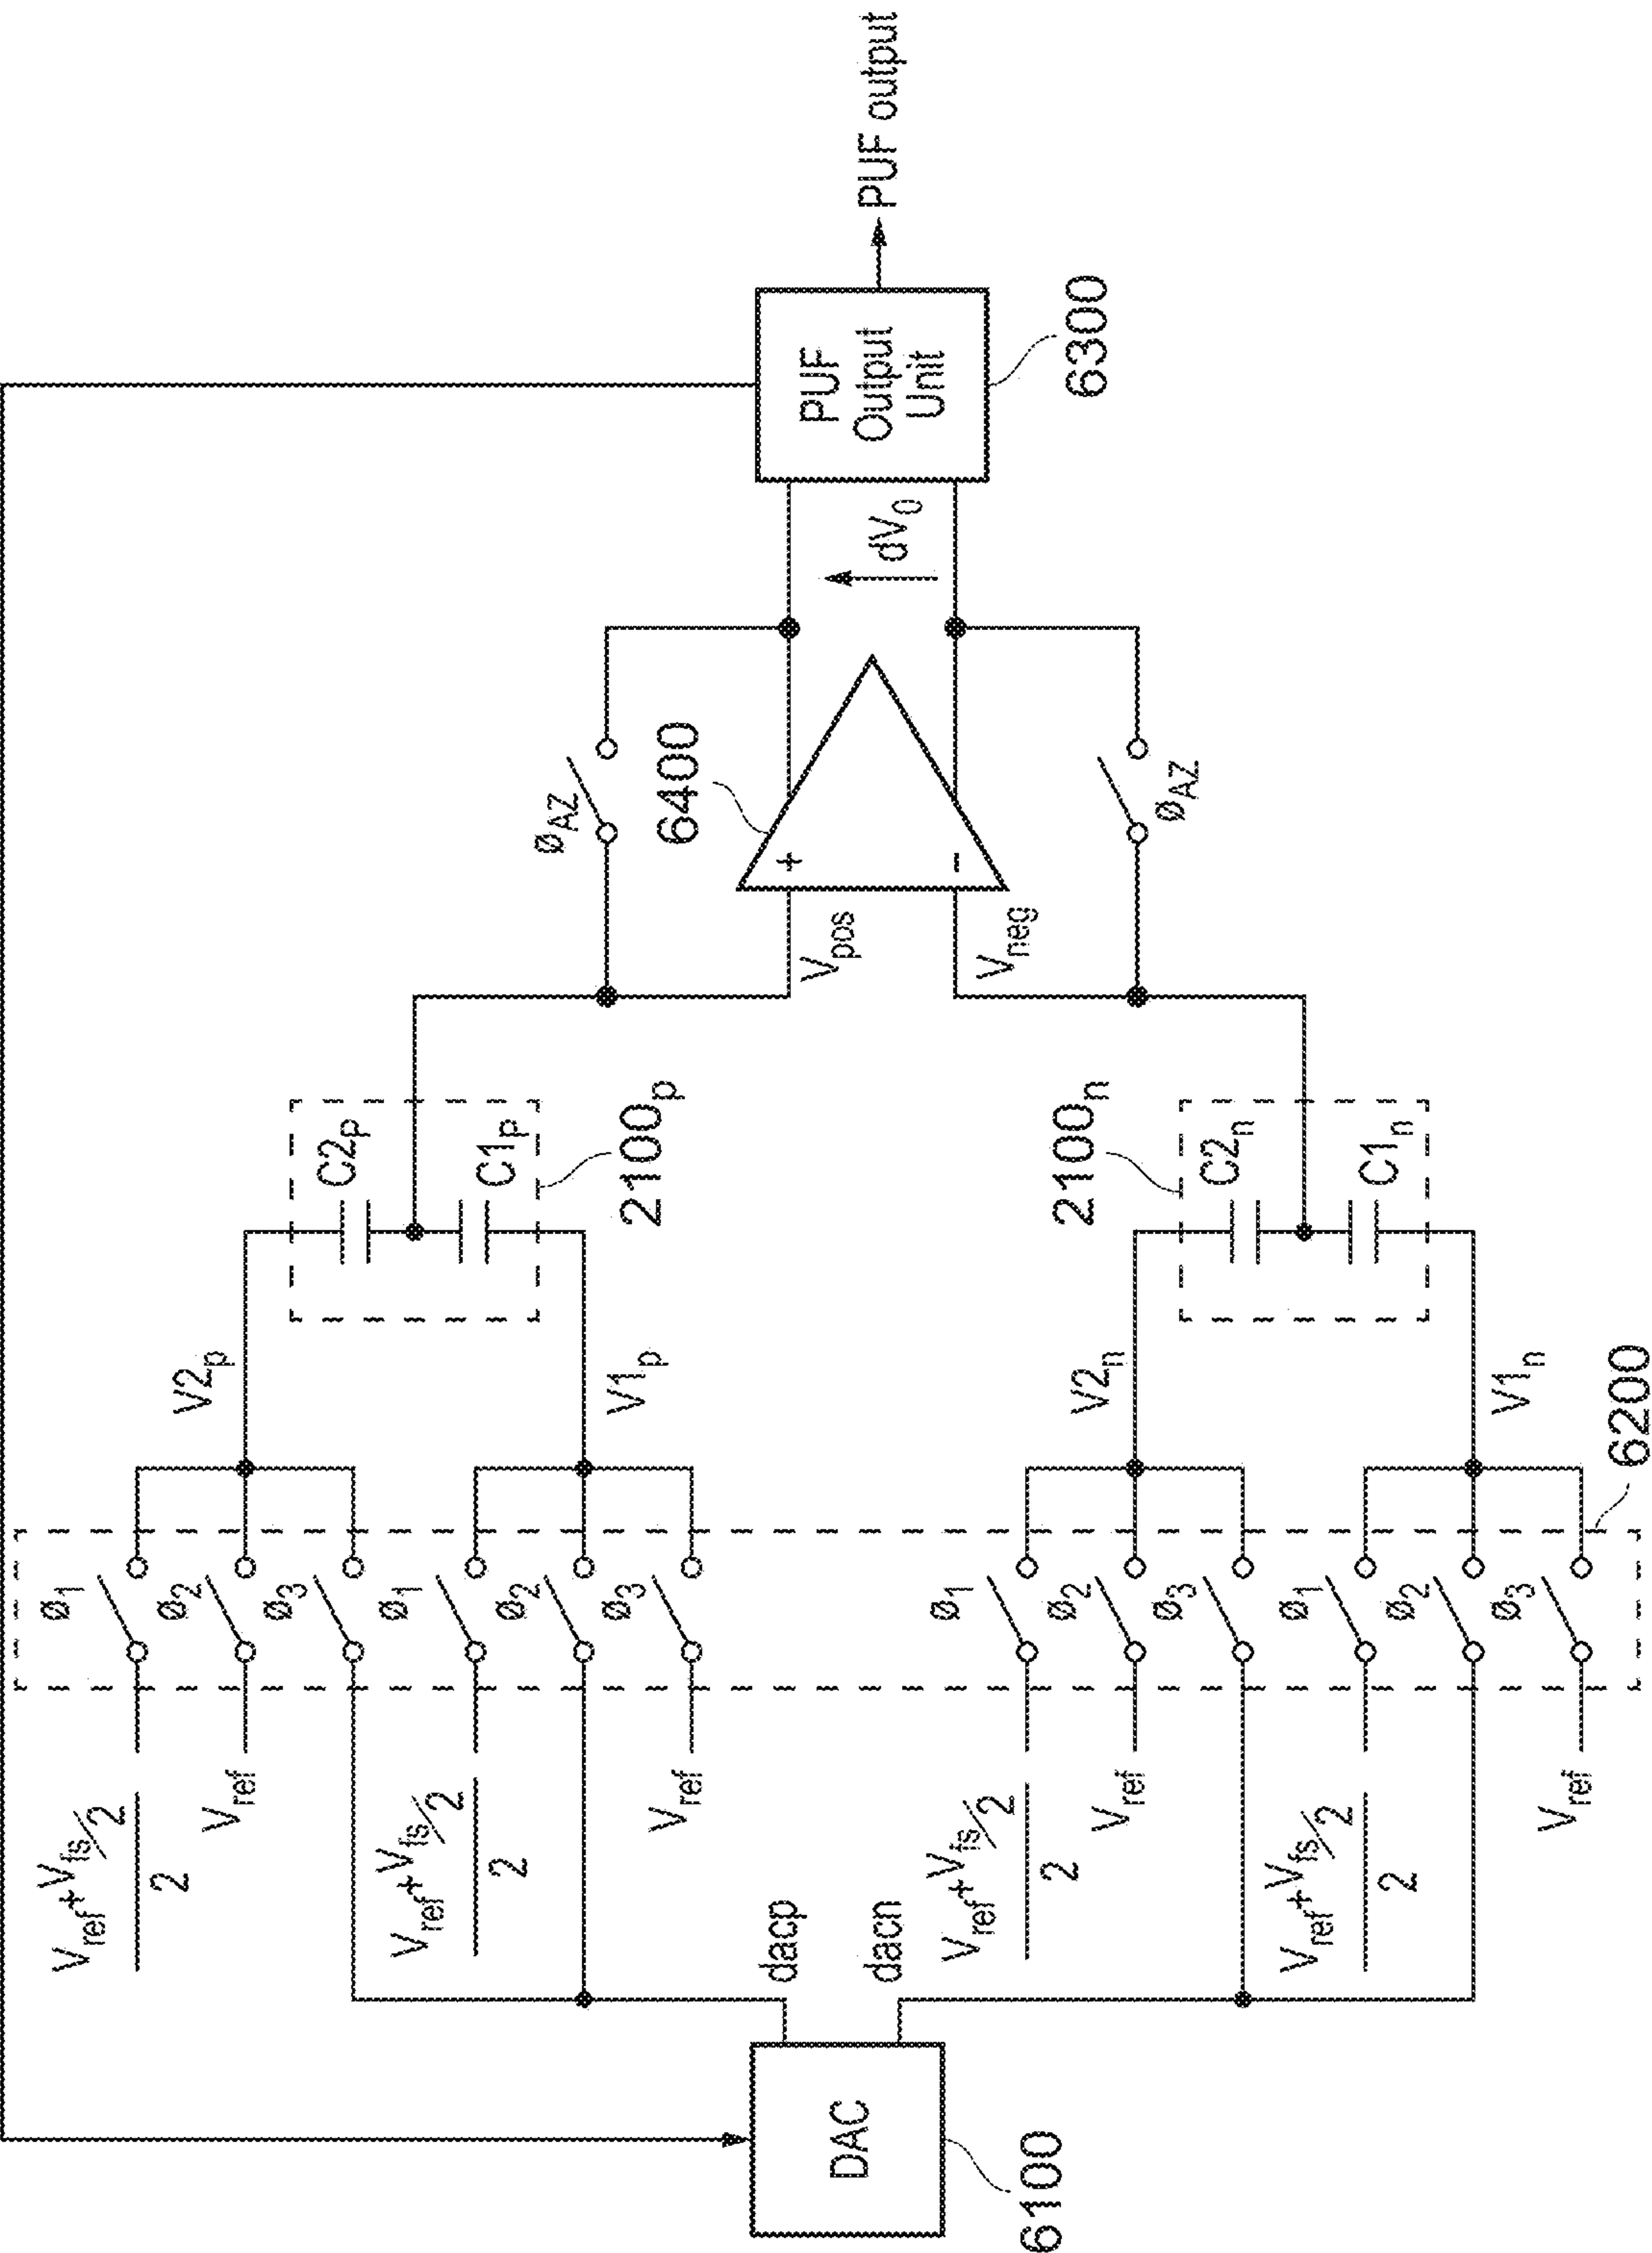 DAC
6100
dacp
dacn
Vref+Vfs/2
2
Vref
Vref+Vfs/2
2
Vref
Vref+Vfs/2
2
Vref
Vref+Vfs/2
2
Vref
ø1
ø2
ø3
ø1
ø2
ø3
ø1
ø2
ø3
ø1
ø2
ø3
6200
V2p
V1p
V2n
V1n
C2p
C1p
2100p
C2n
C1n
2100n
Vpos
Vneg
+
-
øAZ
6400
øAZ
dV0
PUF
Output
Unit
6300
PUF output